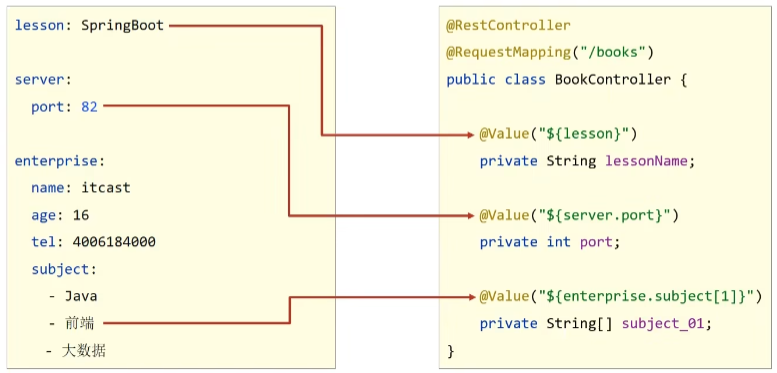 lesson: SpringBoot
server:
port: 82
enterprise:
name: itcast
age: 16
tel: 4006184000
subject:
- Java
- 前端
- 大数据
@RestController
@RequestMapping("/books")
public class BookController {
@Value("${lesson}")
private String lessonName;
@Value("${server.port}")
private int port;
@Value("${enterprise.subject[1]}")
private String[] subject_01;
}